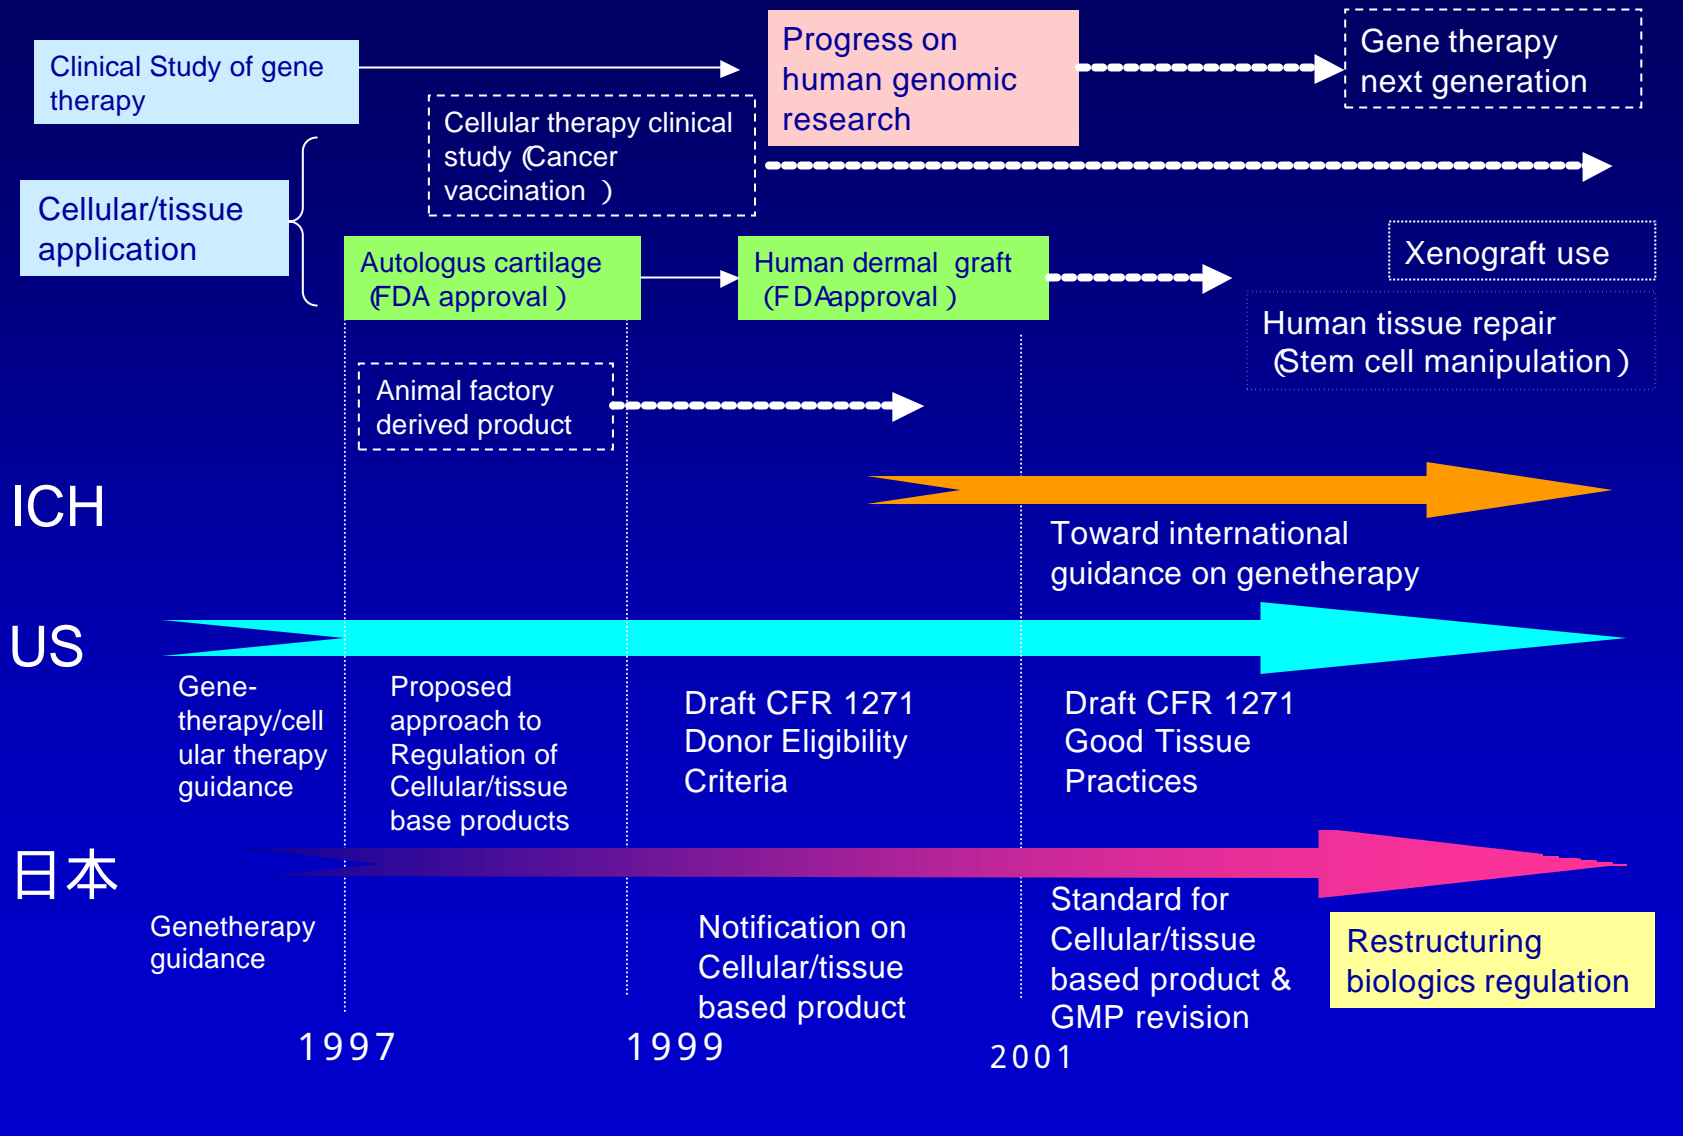 Clinical Study of gene
therapy
Progress on
human genomic
research
Gene therapy
next generation
Cellular therapy clinical
study (Cancer
vaccination )
Cellular/tissue
application
Autologus cartilage
(FDA approval)
Human dermal graft
(FDAapproval)
Xenograft use
Human tissue repair
(Stem cell manipulation)
Animal factory
derived product
ICH
Toward international
guidance on genetherapy
US
Gene-
therapy/cell
ular therapy
guidance
Proposed
approach to
Regulation of
Cellular/tissue
base products
Draft CFR 1271
Donor Eligibility
Criteria
Draft CFR 1271
Good Tissue
Practices
日本
Genetherapy
guidance
Notification on
Cellular/tissue
based product
Standard for
Cellular/tissue
based product &
GMP revision
Restructuring
biologics regulation
1997
1999
2001